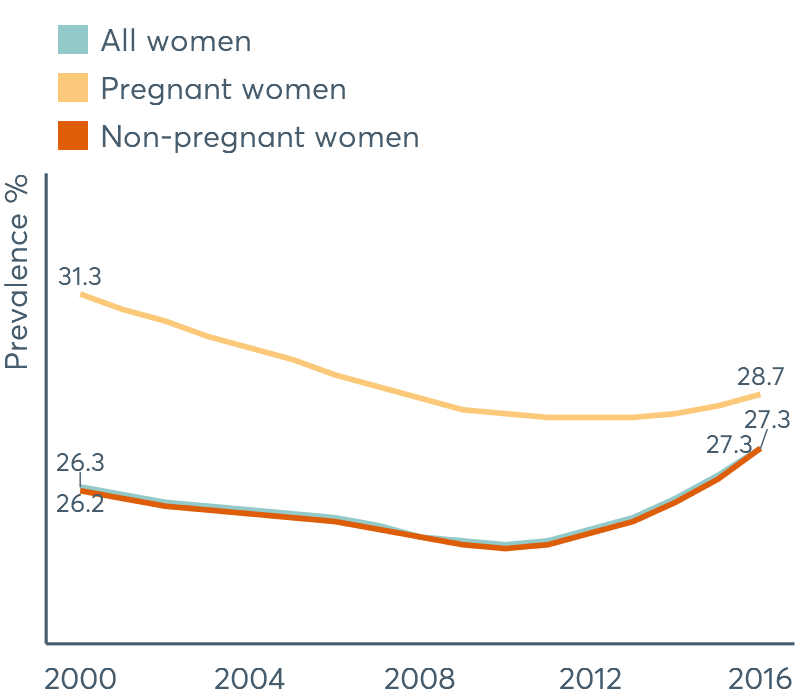 All women
Pregnant women
Non-pregnant women
Prevalence %
31.3
28.7
27.3
27.3
26.3
26.2
2000 2004 2008 2012 2016